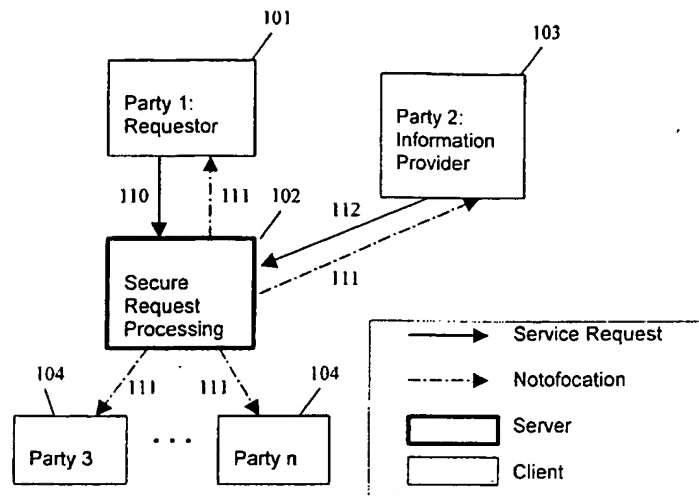 101
103
Party 1:
Requestor
Party 2:
Information
Provider
110
111
102
112
111
Secure
Request
Processing
Service Request
104
111
111
104
Notofocation
Server
Party 3
. . .
Party n
Client